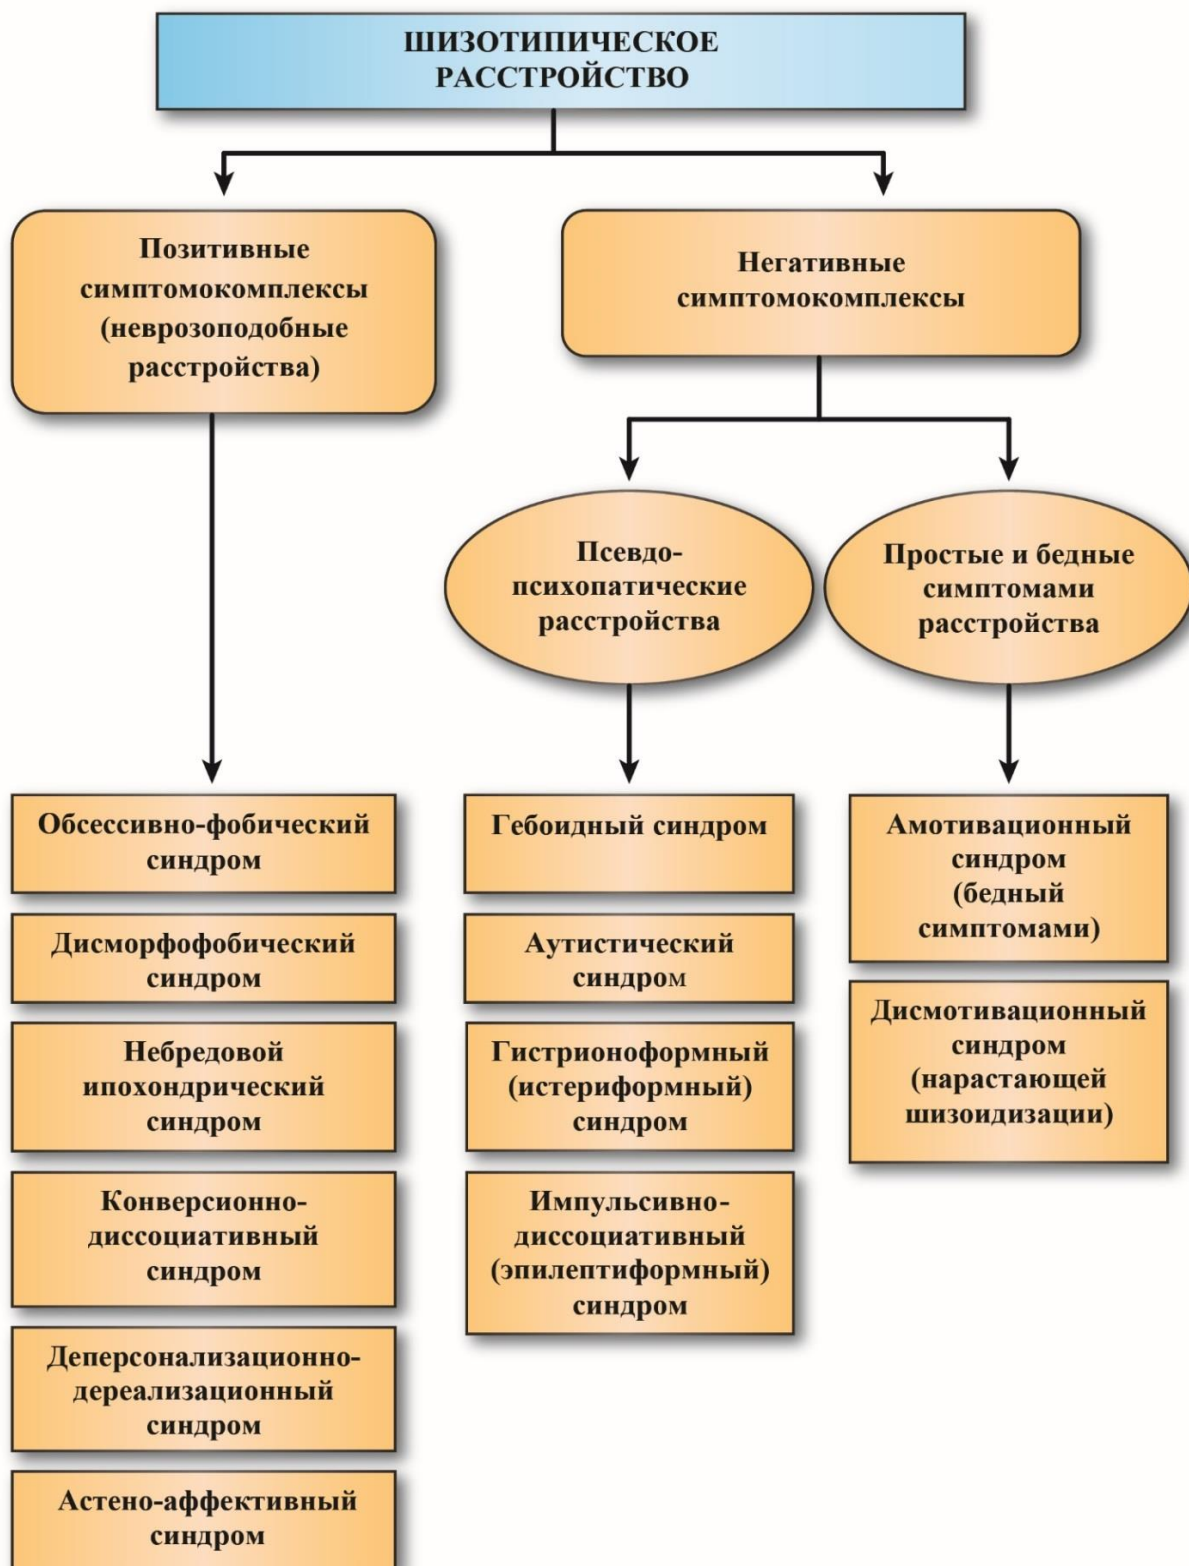 ШИЗОТИПИЧЕСКОЕ
РАССТРОЙСТВО
Позитивные
симптомокомплексы
(неврозоподобные
расстройства)
Негативные
симптомокомплексы
Псевдо-
психопатические
расстройства
Простые и бедные
симптомами
расстройства
Обсессивно-фобический
синдром
Дисморфофобический
синдром
Небредовой
ипохондрический
синдром
Конверсионно-
диссоциативный
синдром
Деперсонализационно-
дереализационный
синдром
Астено-аффективный
синдром
Гебоидный синдром
Аутистический
синдром
Гистрионоформный
(истериформный)
синдром
Импульсивно-
диссоциативный
(эпилептиформный)
синдром
Амотивационный
синдром
(бедный
симптомами)
Дисмотивационный
синдром
(нарастающей
шизоидизации)